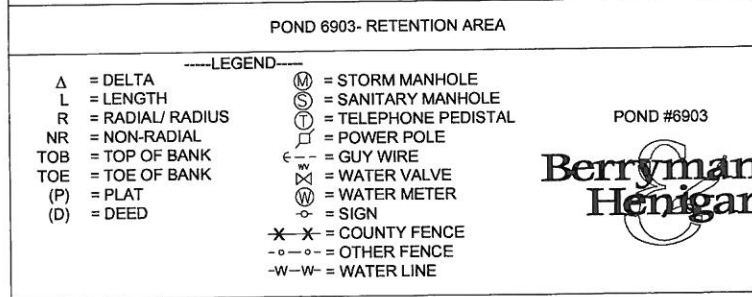 POND 6903- RETENTION AREA
-----LEGEND----
Δ = DELTA
L = LENGTH
R = RADIAL/ RADIUS
NR = NON-RADIAL
TOB = TOP OF BANK
TOE = TOE OF BANK
(P) = PLAT
(D) = DEED
M = STORM MANHOLE
S = SANITARY MANHOLE
T = TELEPHONE PEDISTAL
= POWER POLE
= GUY WIRE
WV = WATER VALVE
W = WATER METER
= SIGN
-X—X- = COUNTY FENCE
-o—o- = OTHER FENCE
-W—W- = WATER LINE
POND #6903
Berryman
&
Henigar